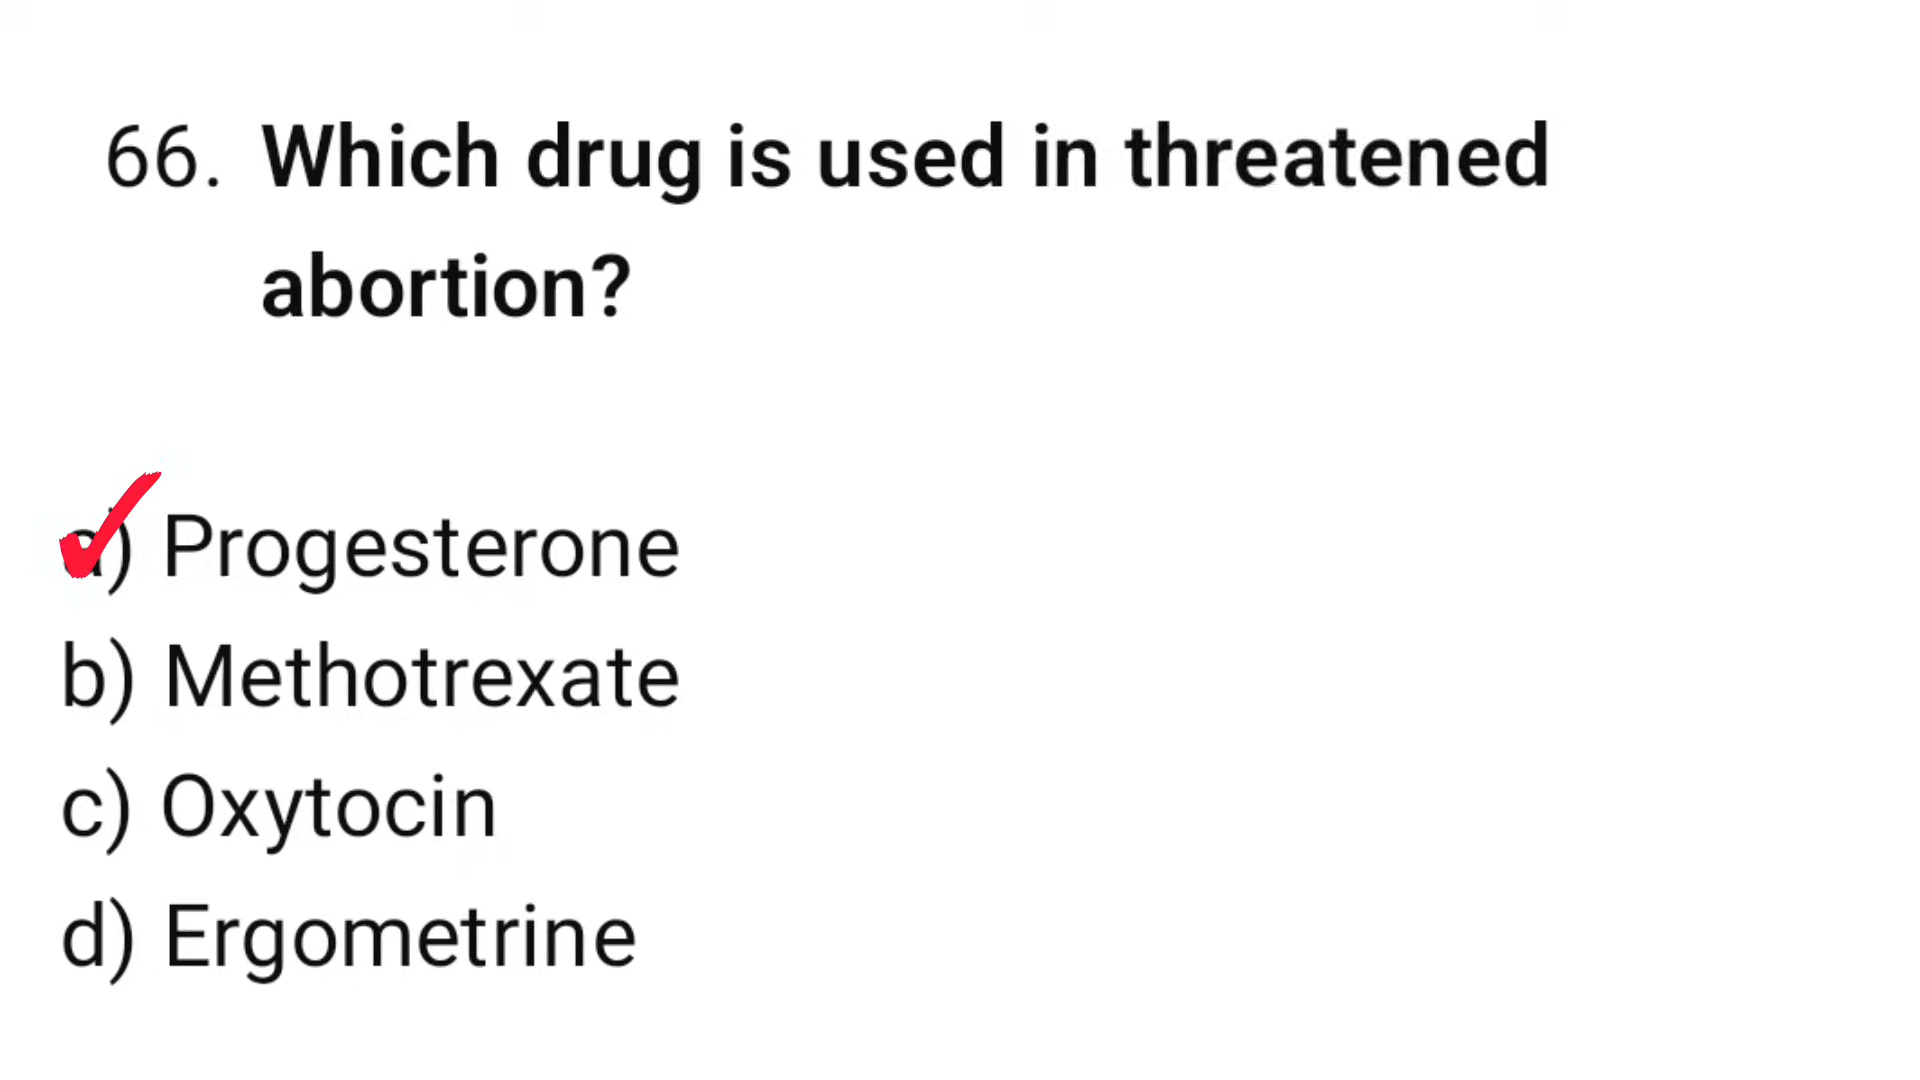 66. Which drug is used in threatened
abortion?
a) Progesterone
b) Methotrexate
c) Oxytocin
d) Ergometrine